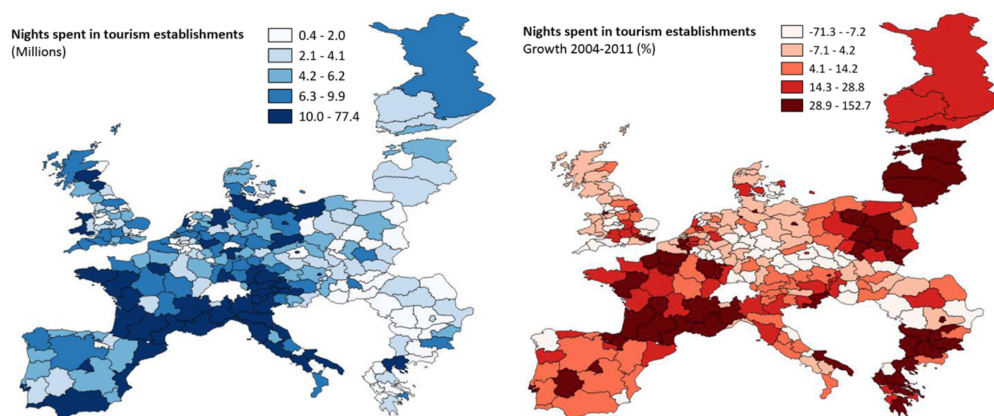 Nights spent in tourism establishments
(Millions)
0.4 - 2.0
2.1 - 4.1
4.2 - 6.2
6.3 - 9.9
10.0 - 77.4
Nights spent in tourism establishments
Growth 2004-2011 (%)
-71.3 - -7.2
-7.1 - 4.2
4.1 - 14.2
14.3 - 28.8
28.9 - 152.7